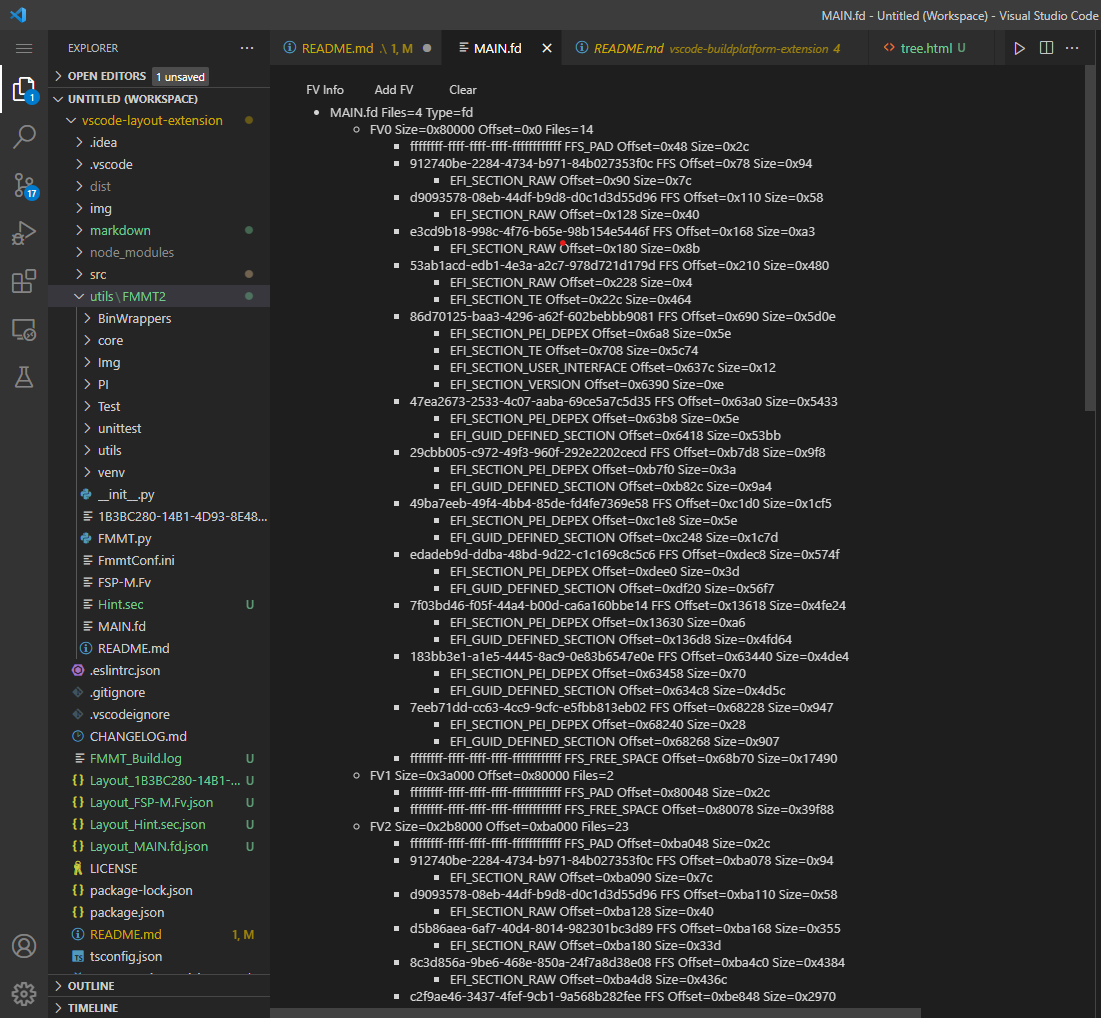 MAIN.fd - Untitled (Workspace) - Visual Studio Code
EXPLORER
OPEN EDITORS 1 unsaved
UNTITLED (WORKSPACE)
vscode-layout-extension
.idea
.vscode
dist
img
markdown
node_modules
src
utils\FMMT2
BinWrappers
core
Img
PI
Test
unittest
utils
venv
__init__.py
1B3BC280-14B1-4D93-8E48...
FMMT.py
FmmtConf.ini
FSP-M.Fv
Hint.sec U
MAIN.fd
README.md
.eslintrc.json
.gitignore
.vscodeignore
CHANGELOG.md
FMMT_Build.log U
Layout_1B3BC280-14B1-... U
Layout_FSP-M.Fv.json U
Layout_Hint.sec.json U
Layout_MAIN.fd.json U
LICENSE
package-lock.json
package.json
README.md 1, M
tsconfig.json
OUTLINE
TIMELINE
1
17
README.md .\ 1, M
MAIN.fd
README.md vscode-buildplatform-extension 4
tree.html U
FV Info Add FV Clear
MAIN.fd Files=4 Type=fd
FV0 Size=0x80000 Offset=0x0 Files=14
ffffffff-ffff-ffff-ffff-ffffffffffff FFS_PAD Offset=0x48 Size=0x2c
912740be-2284-4734-b971-84b027353f0c FFS Offset=0x78 Size=0x94
EFI_SECTION_RAW Offset=0x90 Size=0x7c
d9093578-08eb-44df-b9d8-d0c1d3d55d96 FFS Offset=0x110 Size=0x58
EFI_SECTION_RAW Offset=0x128 Size=0x40
e3cd9b18-998c-4f76-b65e-98b154e5446f FFS Offset=0x168 Size=0xa3
EFI_SECTION_RAW Offset=0x180 Size=0x8b
53ab1acd-edb1-4e3a-a2c7-978d721d179d FFS Offset=0x210 Size=0x480
EFI_SECTION_RAW Offset=0x228 Size=0x4
EFI_SECTION_TE Offset=0x22c Size=0x464
86d70125-baa3-4296-a62f-602bebbb9081 FFS Offset=0x690 Size=0x5d0e
EFI_SECTION_PEI_DEPEX Offset=0x6a8 Size=0x5e
EFI_SECTION_TE Offset=0x708 Size=0x5c74
EFI_SECTION_USER_INTERFACE Offset=0x637c Size=0x12
EFI_SECTION_VERSION Offset=0x6390 Size=0xe
47ea2673-2533-4c07-aaba-69ce5a7c5d35 FFS Offset=0x63a0 Size=0x5433
EFI_SECTION_PEI_DEPEX Offset=0x63b8 Size=0x5e
EFI_GUID_DEFINED_SECTION Offset=0x6418 Size=0x53bb
29cbb005-c972-49f3-960f-292e2202cecd FFS Offset=0xb7d8 Size=0x9f8
EFI_SECTION_PEI_DEPEX Offset=0xb7f0 Size=0x3a
EFI_GUID_DEFINED_SECTION Offset=0xb82c Size=0x9a4
49ba7eeb-49f4-4bb4-85de-fd4fe7369e58 FFS Offset=0xc1d0 Size=0x1cf5
EFI_SECTION_PEI_DEPEX Offset=0xc1e8 Size=0x5e
EFI_GUID_DEFINED_SECTION Offset=0xc248 Size=0x1c7d
edadeb9d-ddba-48bd-9d22-c1c169c8c5c6 FFS Offset=0xdec8 Size=0x574f
EFI_SECTION_PEI_DEPEX Offset=0xdee0 Size=0x3d
EFI_GUID_DEFINED_SECTION Offset=0xdf20 Size=0x56f7
7f03bd46-f05f-44a4-b00d-ca6a160bbe14 FFS Offset=0x13618 Size=0x4fe24
EFI_SECTION_PEI_DEPEX Offset=0x13630 Size=0xa6
EFI_GUID_DEFINED_SECTION Offset=0x136d8 Size=0x4fd64
183bb3e1-a1e5-4445-8ac9-0e83b6547e0e FFS Offset=0x63440 Size=0x4de4
EFI_SECTION_PEI_DEPEX Offset=0x63458 Size=0x70
EFI_GUID_DEFINED_SECTION Offset=0x634c8 Size=0x4d5c
7eeb71dd-cc63-4cc9-9cfc-e5fbb813eb02 FFS Offset=0x68228 Size=0x947
EFI_SECTION_PEI_DEPEX Offset=0x68240 Size=0x28
EFI_GUID_DEFINED_SECTION Offset=0x68268 Size=0x907
ffffffff-ffff-ffff-ffff-ffffffffffff FFS_FREE_SPACE Offset=0x68b70 Size=0x17490
FV1 Size=0x3a000 Offset=0x80000 Files=2
ffffffff-ffff-ffff-ffff-ffffffffffff FFS_PAD Offset=0x80048 Size=0x2c
ffffffff-ffff-ffff-ffff-ffffffffffff FFS_FREE_SPACE Offset=0x80078 Size=0x39f88
FV2 Size=0x2b8000 Offset=0xba000 Files=23
ffffffff-ffff-ffff-ffff-ffffffffffff FFS_PAD Offset=0xba048 Size=0x2c
912740be-2284-4734-b971-84b027353f0c FFS Offset=0xba078 Size=0x94
EFI_SECTION_RAW Offset=0xba090 Size=0x7c
d9093578-08eb-44df-b9d8-d0c1d3d55d96 FFS Offset=0xba110 Size=0x58
EFI_SECTION_RAW Offset=0xba128 Size=0x40
d5b86aea-6af7-40d4-8014-982301bc3d89 FFS Offset=0xba168 Size=0x355
EFI_SECTION_RAW Offset=0xba180 Size=0x33d
8c3d856a-9be6-468e-850a-24f7a8d38e08 FFS Offset=0xba4c0 Size=0x4384
EFI_SECTION_RAW Offset=0xba4d8 Size=0x436c
c2f9ae46-3437-4fef-9cb1-9a568b282fee FFS Offset=0xbe848 Size=0x2970